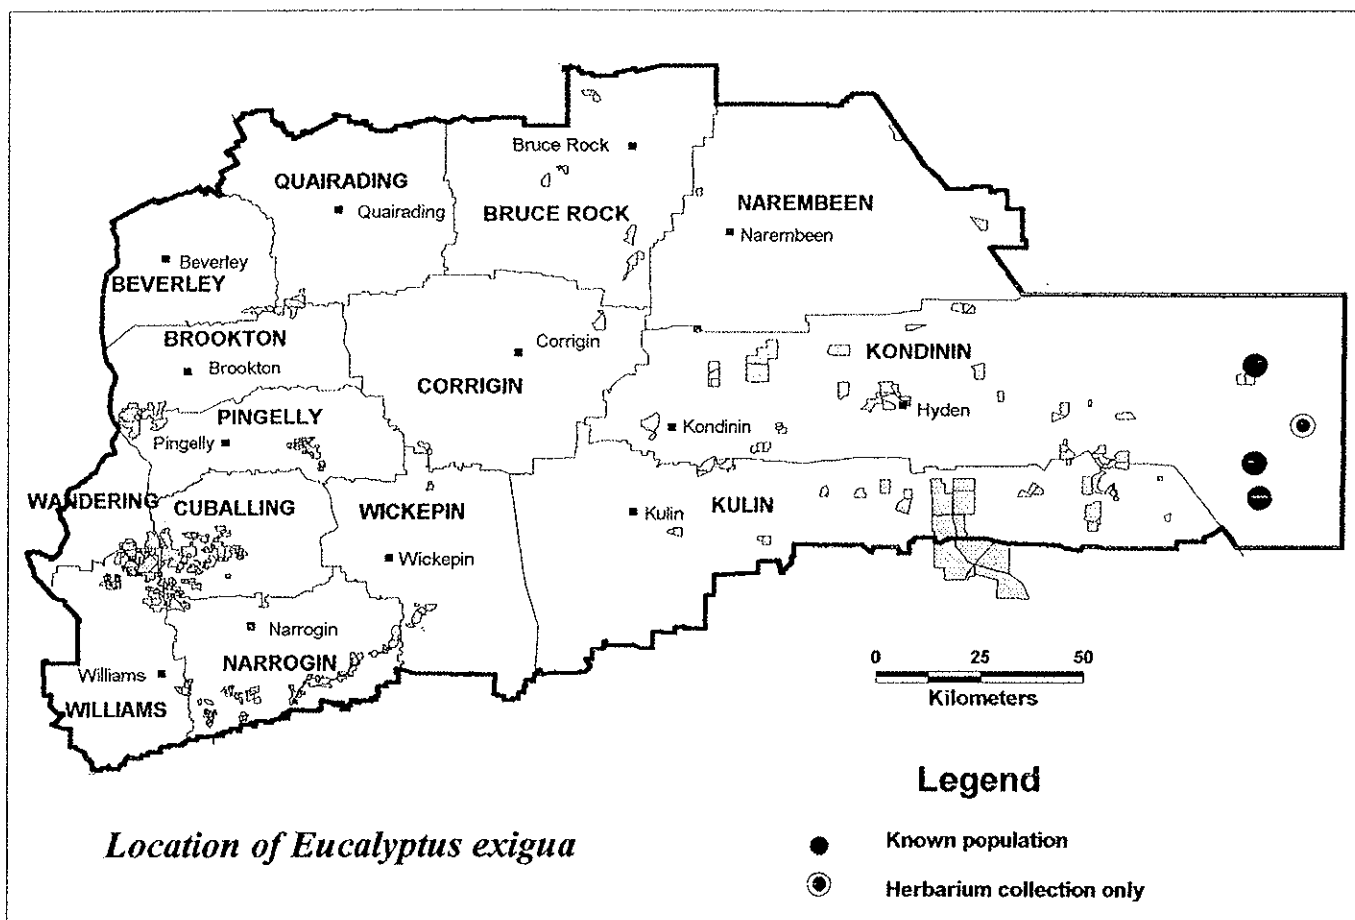 Bruce Rock
QUAIRADING
Quairading
BRUCE ROCK
NAREMBEEN
Narembeen
Beverley
BEVERLEY
BROOKTON
Brookton
Corrigin
CORRIGIN
KONDININ
Hyden
Kondinin
PINGELLY
Pingelly
WANDERING
CUBALLING
WICKEPIN
Wickepin
Kulin
KULIN
Narrogin
NARROGIN
Williams
WILLIAMS
0 25 50
Kilometers
Legend
Location of Eucalyptus exigua
Known population
Herbarium collection only